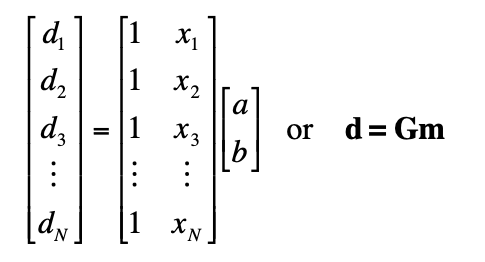 d₁ 1 x₁
d₂ 1 x₂
d₃ = 1 x₃ a or d = Gm
⋮ ⋮ ⋮ b
d_N 1 x_N